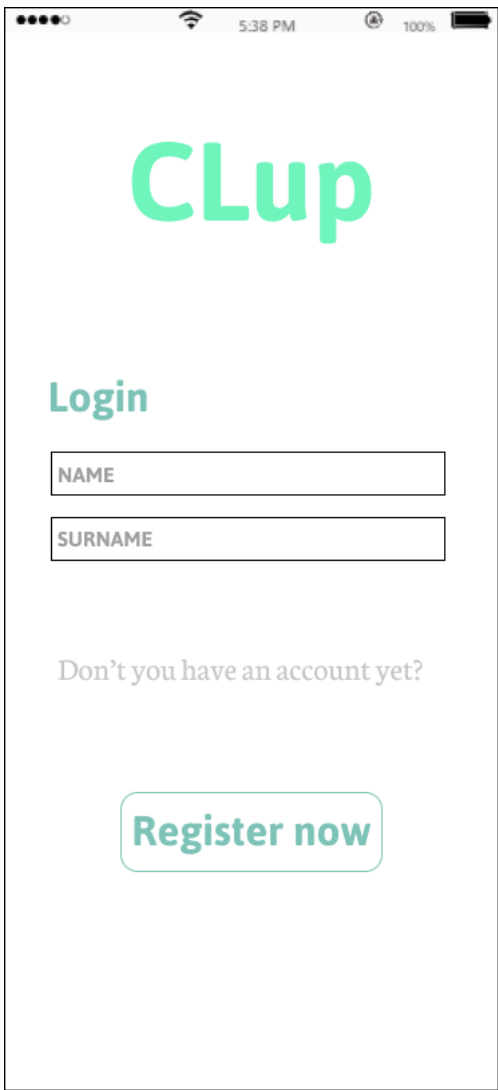 5:38 PM
100%
CLup
Login
NAME
SURNAME
Don’t you have an account yet?
Register now